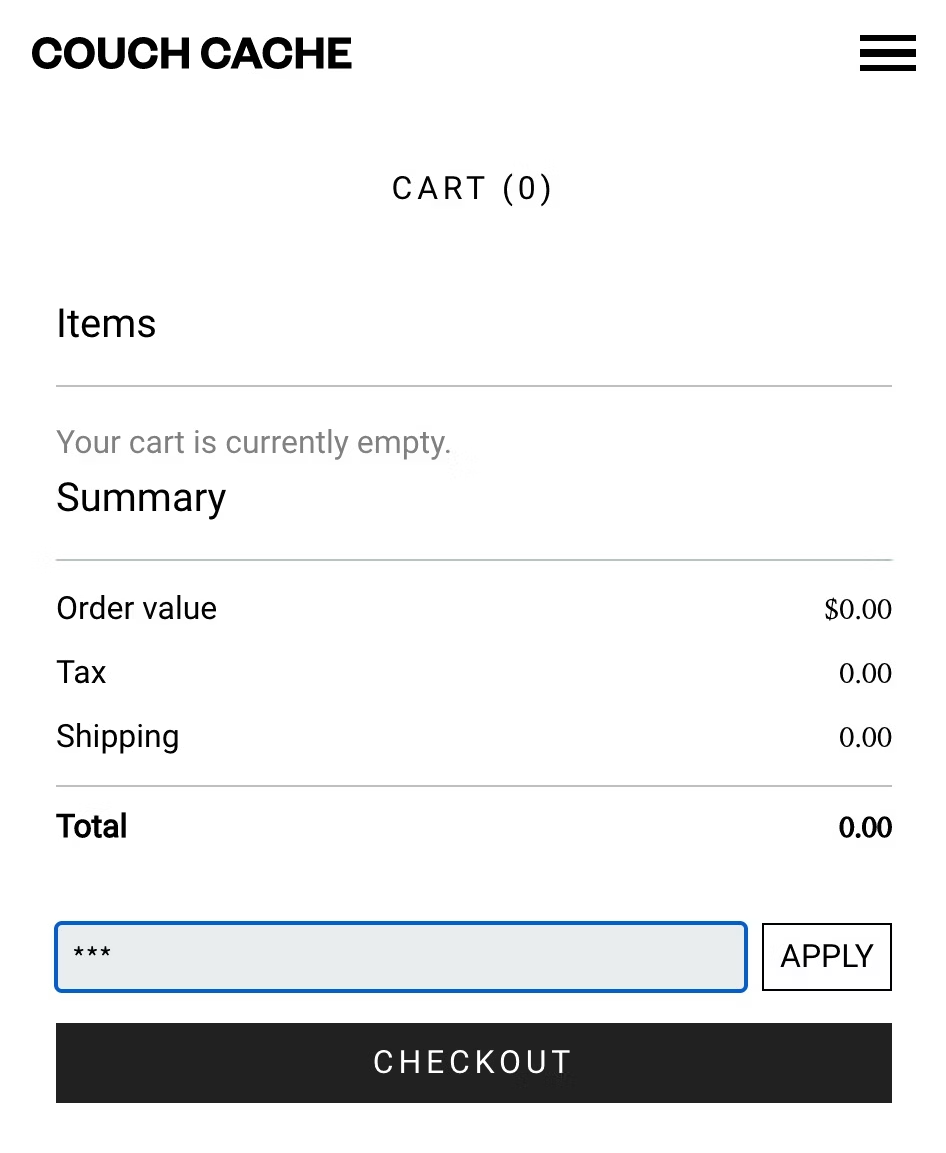 COUCH CACHE
CART (0)
Items
Your cart is currently empty.
Summary
Order value $0.00
Tax 0.00
Shipping 0.00
Total 0.00
*** APPLY
CHECKOUT